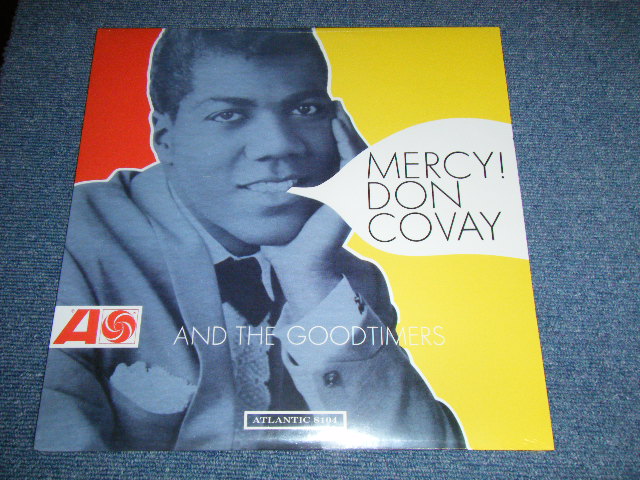 MERCY!
DON
COVAY
A
AND THE GOODTIMERS
ATLANTIC 8104